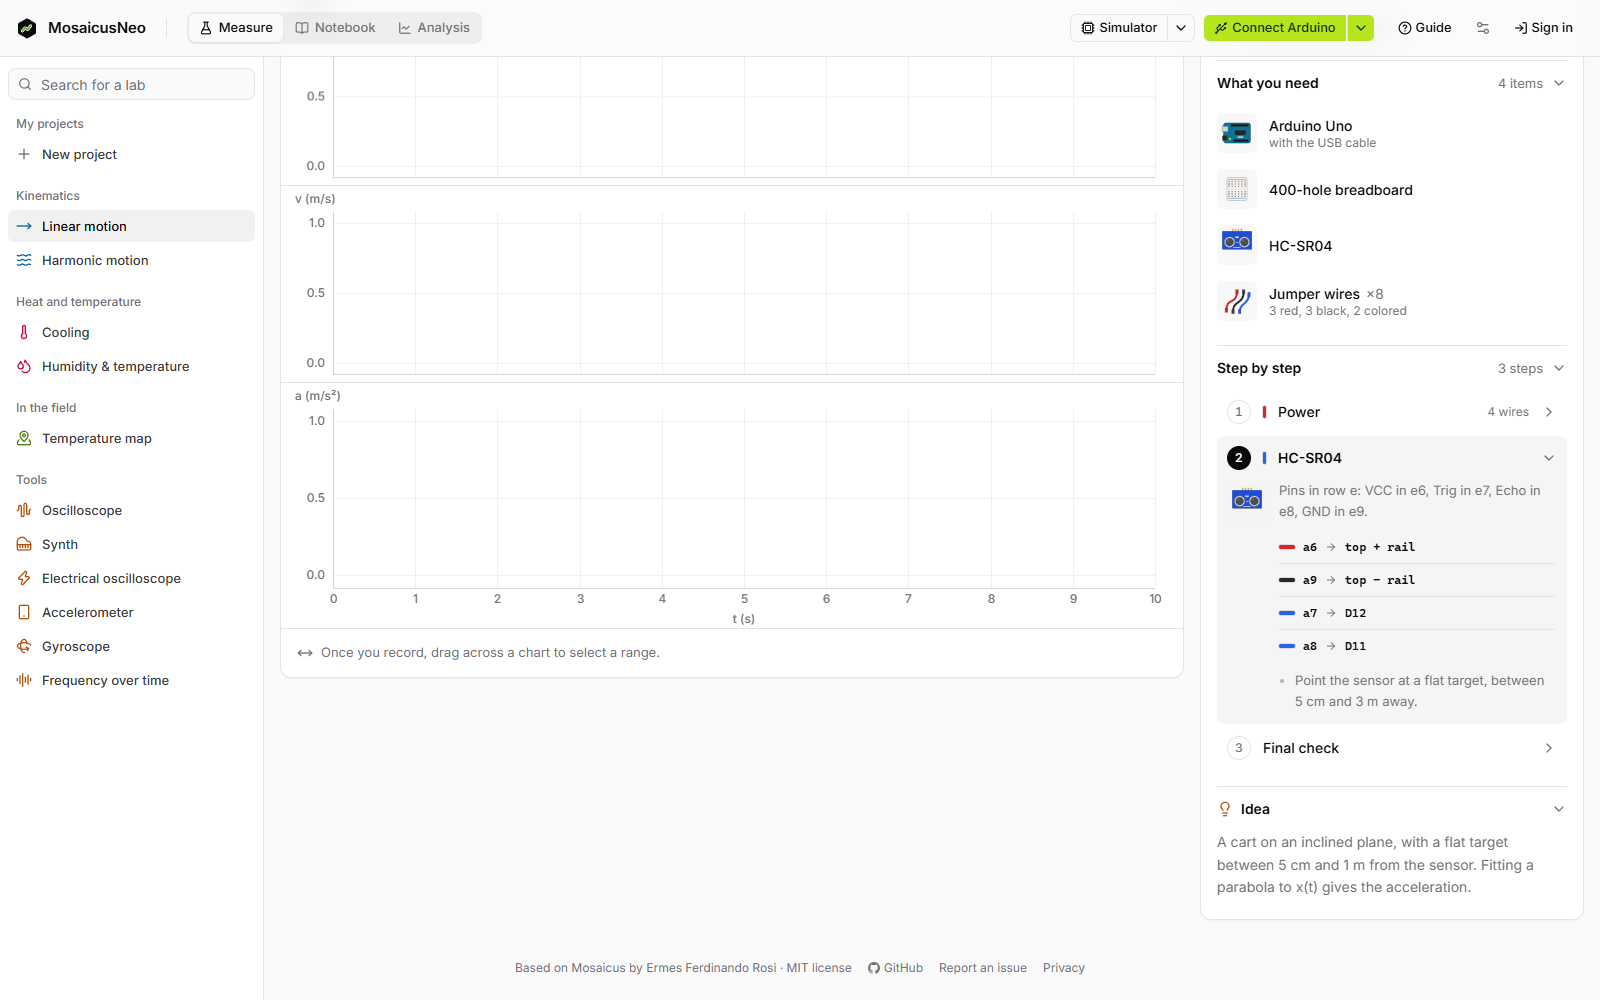 MosaicusNeo
Measure
Notebook
Analysis
Simulator
Connect Arduino
Guide
Sign in
Search for a lab
My projects
New project
Kinematics
Linear motion
Harmonic motion
Heat and temperature
Cooling
Humidity & temperature
In the field
Temperature map
Tools
Oscilloscope
Synth
Electrical oscilloscope
Accelerometer
Gyroscope
Frequency over time
0.5
0.0
v (m/s)
1.0
0.5
0.0
a (m/s²)
1.0
0.5
0.0
0 1 2 3 4 5 6 7 8 9 10
t (s)
Once you record, drag across a chart to select a range.
What you need
4 items
Arduino Uno
with the USB cable
400-hole breadboard
HC-SR04
Jumper wires ×8
3 red, 3 black, 2 colored
Step by step
3 steps
1 Power
4 wires
2 HC-SR04
Pins in row e: VCC in e6, Trig in e7, Echo in
e8, GND in e9.
a6 → top + rail
a9 → top − rail
a7 → D12
a8 → D11
• Point the sensor at a flat target, between
5 cm and 3 m away.
3 Final check
Idea
A cart on an inclined plane, with a flat target
between 5 cm and 1 m from the sensor. Fitting a
parabola to x(t) gives the acceleration.
Based on Mosaicus by Ermes Ferdinando Rosi · MIT license
GitHub
Report an issue
Privacy